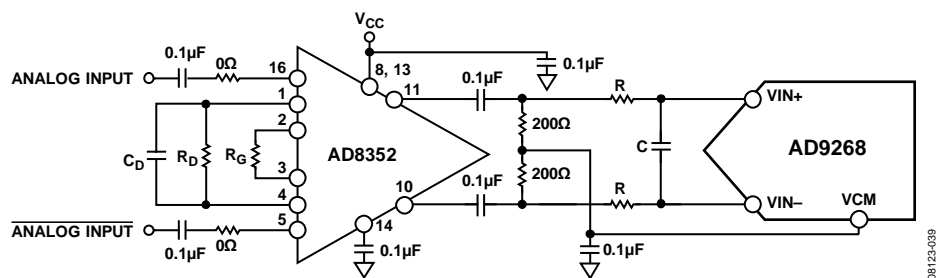 VCC
0.1µF 0Ω
ANALOG INPUT
16
8, 13
0.1µF
0.1µF
11
R
VIN+
1
2
200Ω
CD RD RG
AD8352
C
AD9268
3
200Ω
4
10
0.1µF
R
VCM
5
14
VIN–
ANALOG INPUT
0.1µF 0Ω
0.1µF
0.1µF
08123-039